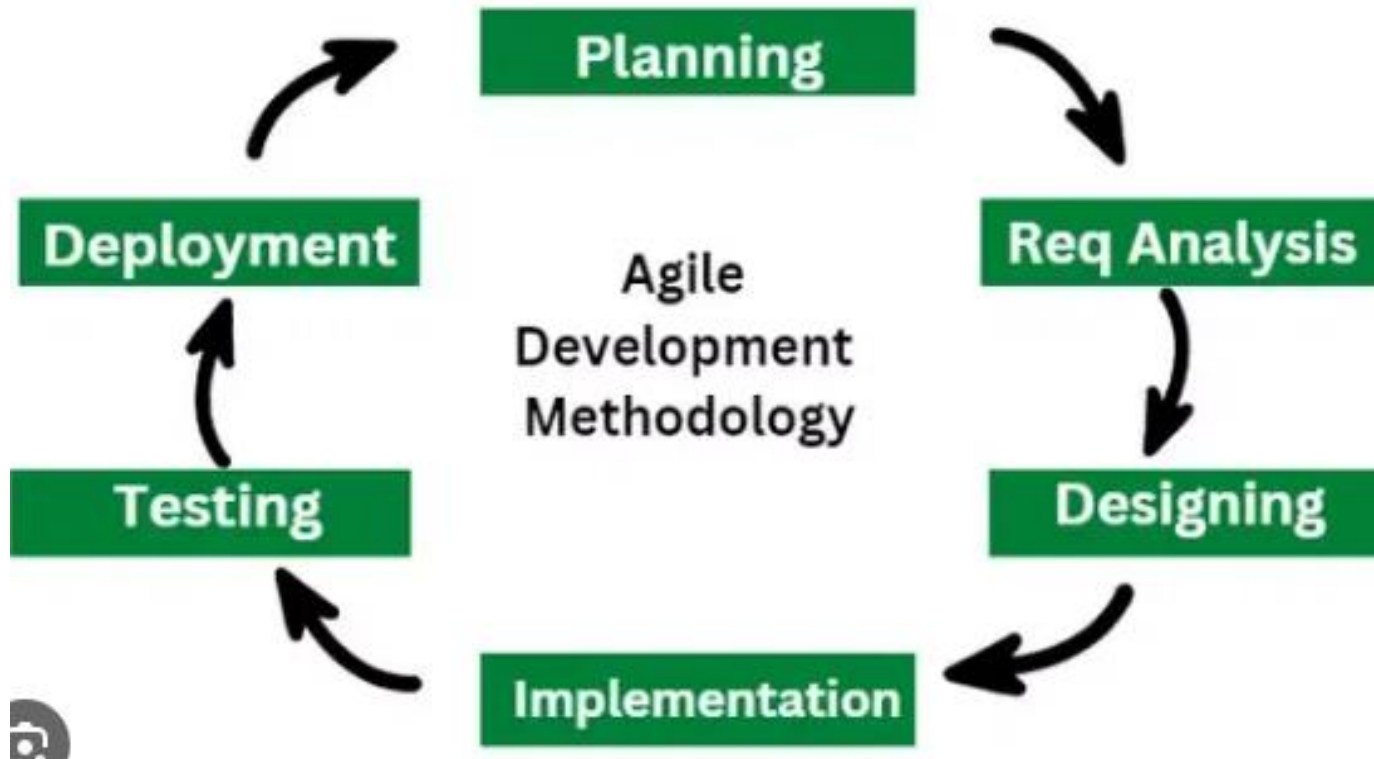 Planning
Deployment
Req Analysis
Agile
Development
Methodology
Testing
Designing
Implementation